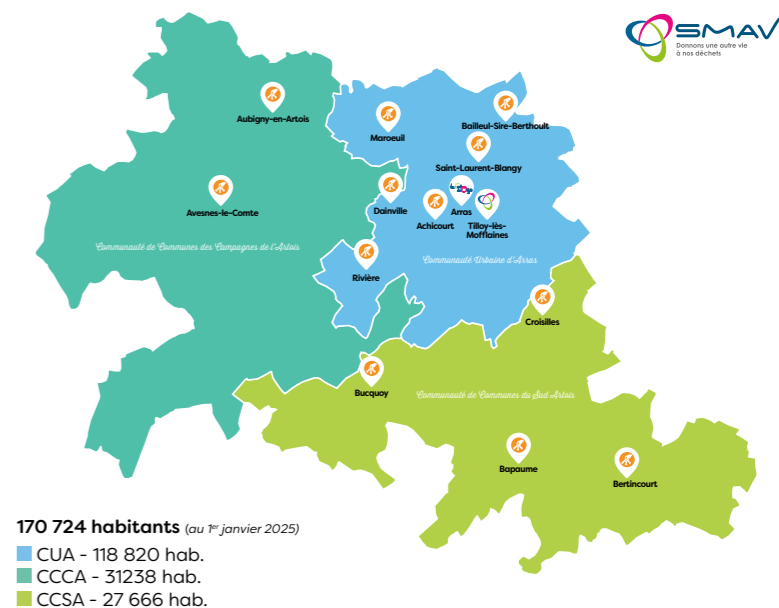 SMAV
Donnons une autre vie
à nos déchets
Aubigny-en-Artois
Maroeuil
Bailleul-Sire-Berthoult
Saint-Laurent-Blangy
Avesnes-le-Comte
Dainville
Achicourt
Arras
Tilloy-lès-
Mofflaines
Communauté de Communes des Campagnes de l'Artois
Communauté Urbaine d'Arras
Rivière
Croisilles
Bucquoy
Communauté de Communes du Sud Artois
Bapaume
Bertincourt
170 724 habitants (au 1er janvier 2025)
CUA - 118 820 hab.
CCCA - 31238 hab.
CCSA - 27 666 hab.